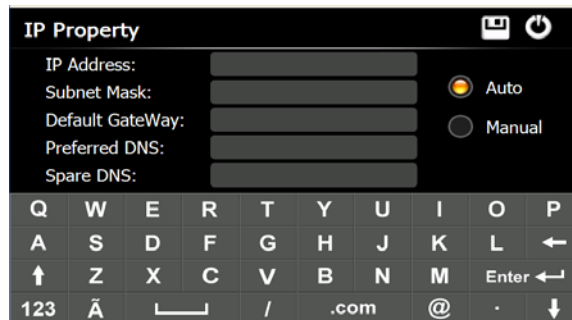 IP Property
IP Address:
Subnet Mask:
Auto
Default GateWay:
Manual
Preferred DNS:
Spare DNS:
Q W E R T Y U I O P
A S D F G H J K L
Z X C V B N M Enter
123 Ã / .com @ .